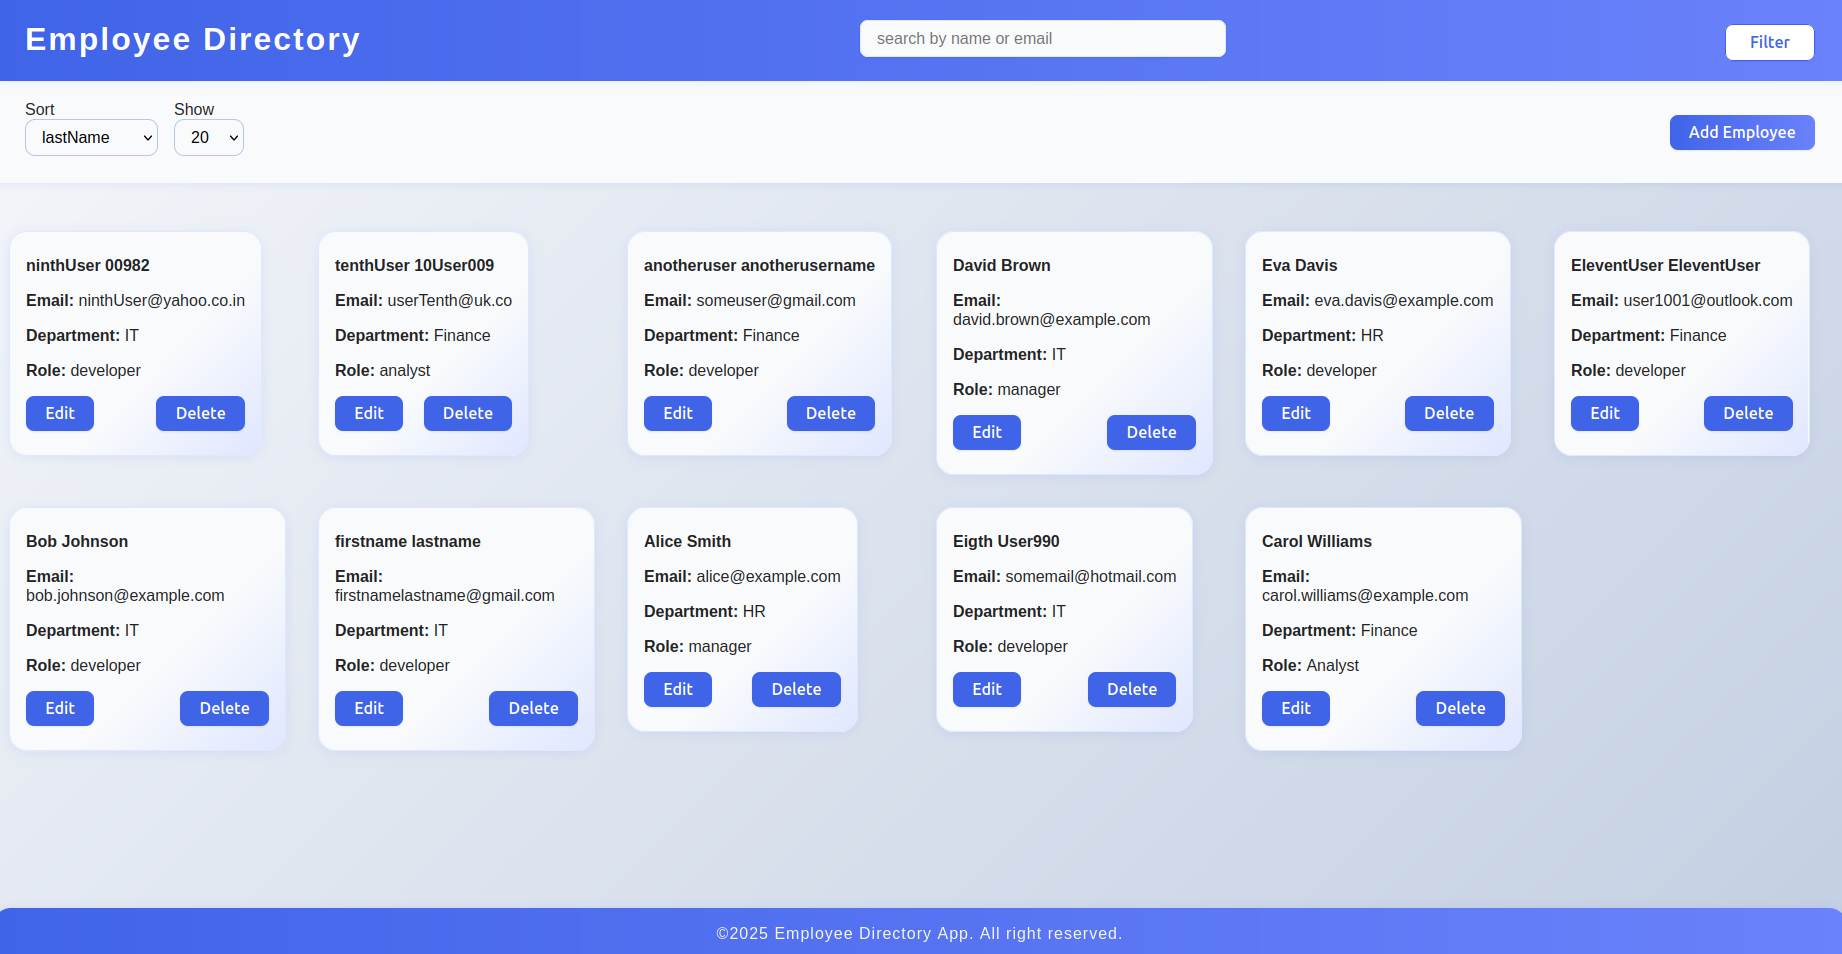 Employee Directory
search by name or email
Filter
Sort
Show
lastName
20
Add Employee
ninthUser 00982
Email: ninthUser@yahoo.co.in
Department: IT
Role: developer
Edit
Delete
tenthUser 10User009
Email: userTenth@uk.co
Department: Finance
Role: analyst
Edit
Delete
anotheruser anotherusername
Email: someuser@gmail.com
Department: Finance
Role: developer
Edit
Delete
David Brown
Email:
david.brown@example.com
Department: IT
Role: manager
Edit
Delete
Eva Davis
Email: eva.davis@example.com
Department: HR
Role: developer
Edit
Delete
EleventUser EleventUser
Email: user1001@outlook.com
Department: Finance
Role: developer
Edit
Delete
Bob Johnson
Email:
bob.johnson@example.com
Department: IT
Role: developer
Edit
Delete
firstname lastname
Email:
firstnamelastname@gmail.com
Department: IT
Role: developer
Edit
Delete
Alice Smith
Email: alice@example.com
Department: HR
Role: manager
Edit
Delete
Eigth User990
Email: somemail@hotmail.com
Department: IT
Role: developer
Edit
Delete
Carol Williams
Email:
carol.williams@example.com
Department: Finance
Role: Analyst
Edit
Delete
©2025 Employee Directory App. All right reserved.